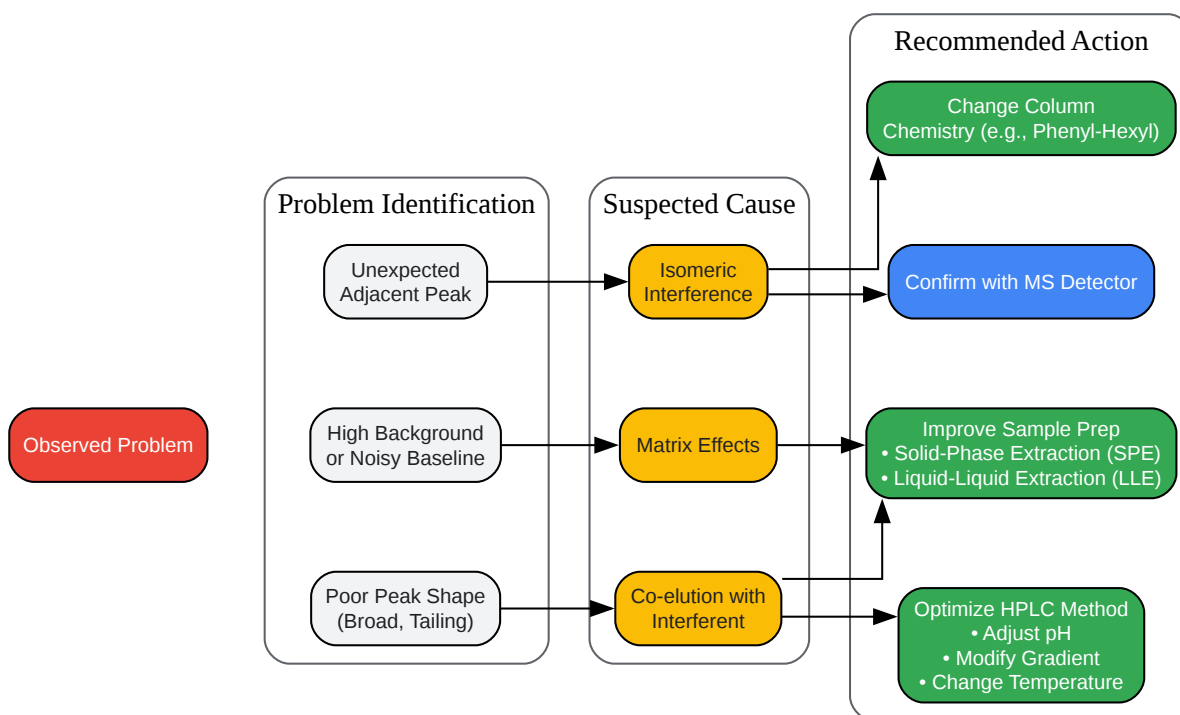 Recommended Action
Change Column
Chemistry (e.g., Phenyl-Hexyl)
Problem Identification
Suspected Cause
Unexpected
Adjacent Peak
Isomeric
Interference
Confirm with MS Detector
Observed Problem
High Background
or Noisy Baseline
Matrix Effects
Improve Sample Prep
• Solid-Phase Extraction (SPE)
• Liquid-Liquid Extraction (LLE)
Poor Peak Shape
(Broad, Tailing)
Co-elution with
Interferent
Optimize HPLC Method
• Adjust pH
• Modify Gradient
• Change Temperature